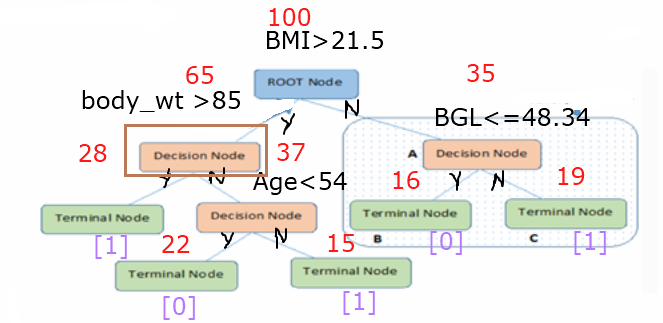 100
BMI>21.5
65
35
ROOT Node
body_wt >85
Y
N
BGL<=48.34
28
Decision Node
37
A
Decision Node
Y
N
Age<54
16
Y
N
19
Terminal Node
Decision Node
Terminal Node
Terminal Node
[1]
22
Y
N
15
B
[0]
C
[1]
Terminal Node
Terminal Node
[0]
[1]